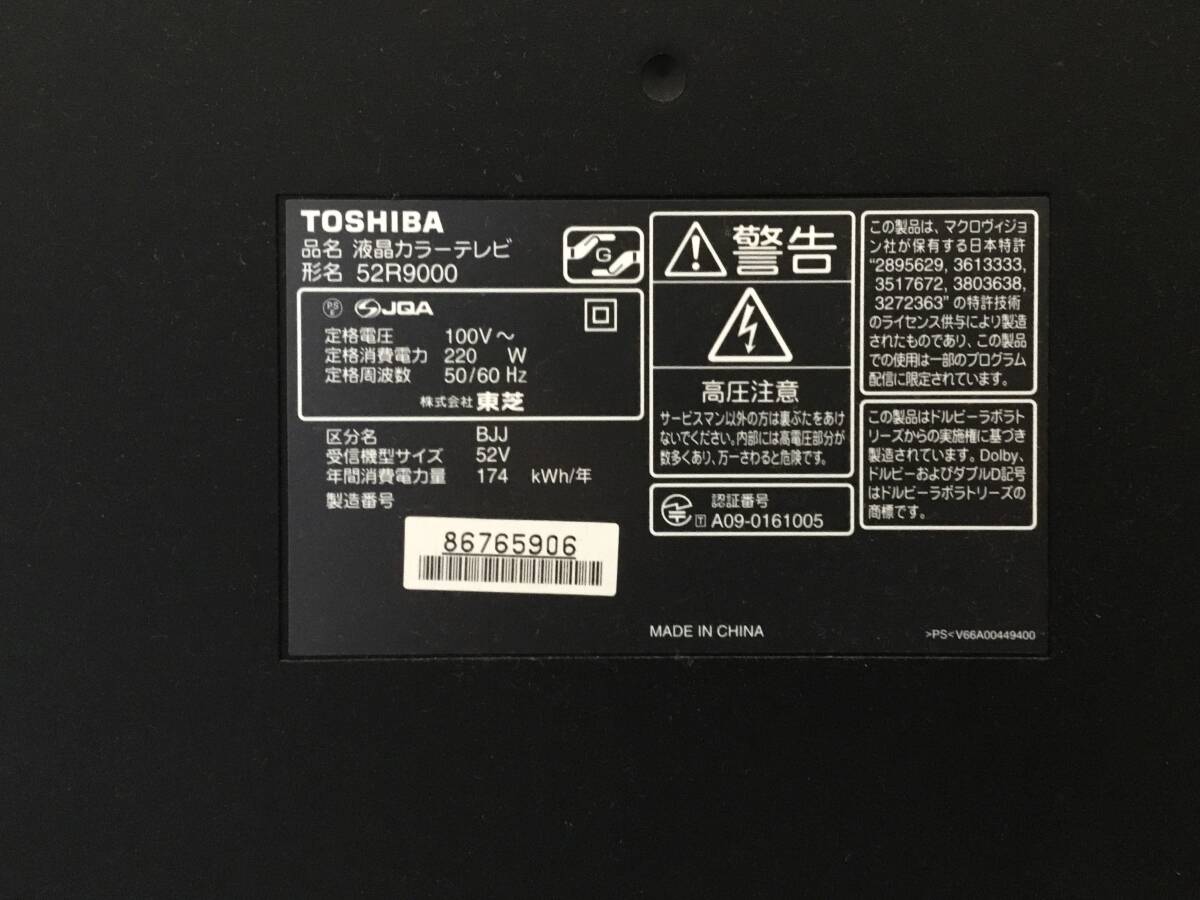 TOSHIBA
品名 液晶カラーテレビ
形名 52R9000
G
PS E JQA
定格電圧 100V～
定格消費電力 220 W
定格周波数 50/60 Hz
株式会社 東芝
区分名 BJJ
受信機型サイズ 52V
年間消費電力量 174 kWh/年
製造番号
86765906
警告
高圧注意
サービスマン以外の方は裏ぶたをあけ
ないでください。内部には高電圧部分が
数多くあり、万一さわると危険です。
認証番号
T A09-0161005
この製品は、マクロヴィジョ
ン社が保有する日本特許
“2895629, 3613333,
3517672, 3803638,
3272363” の特許技術
のライセンス供与により製造
されたものであり、この製品
での使用は一部のプログラム
配信に限定されています。
この製品はドルビーラボラト
リーズからの実施権に基づき
製造されています。Dolby、
ドルビーおよびダブルD記号
はドルビーラボラトリーズの
商標です。
MADE IN CHINA
>PS< V66A00449400